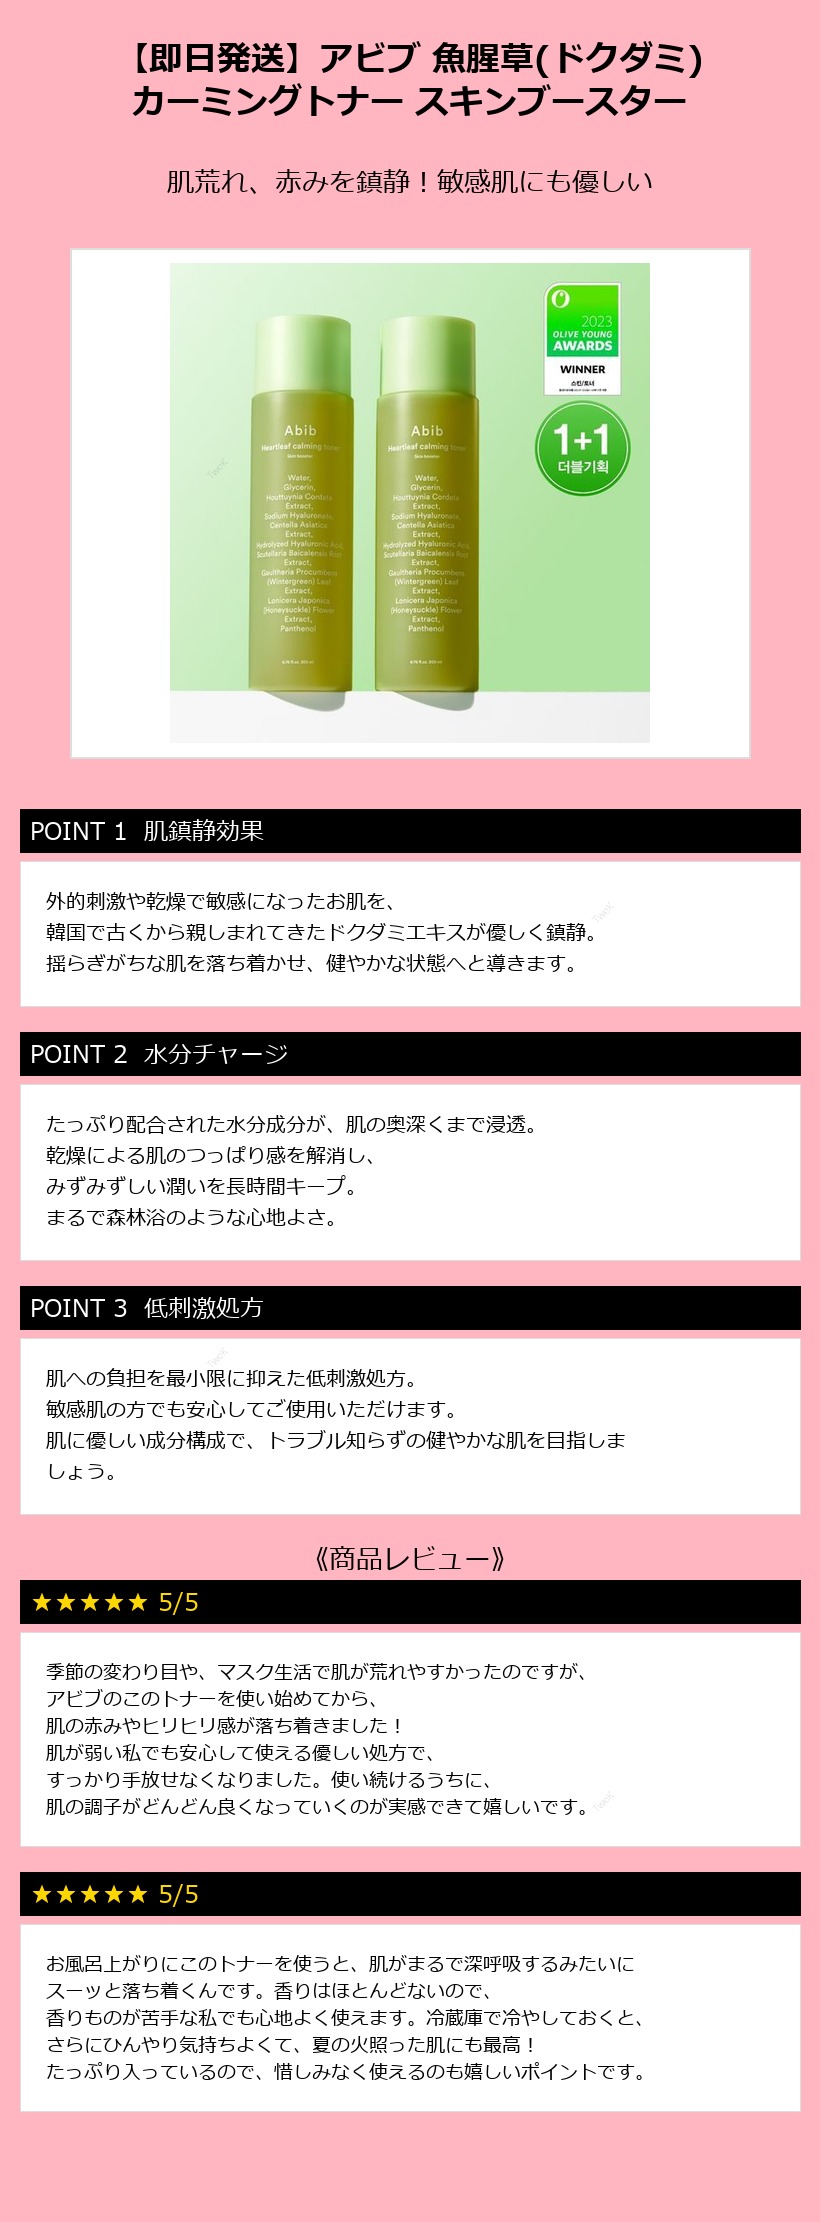 【即日発送】アビブ 魚腥草(ドクダミ)
カーミングトナー スキンブースター
肌荒れ、赤みを鎮静！敏感肌にも優しい
2023
OLIVE YOUNG
AWARDS
WINNER
스킨/토너
1+1
더블기획
Abib
Heartleaf calming toner
Skin booster
Water,
Glycerin,
Houttuynia Cordata
Extract,
Sodium Hyaluronate,
Centella Asiatica
Extract,
Hydrolyzed Hyaluronic Acid,
Scutellaria Baicalensis Root
Extract,
Gaultheria Procumbens
(Wintergreen) Leaf
Extract,
Lonicera Japonica
(Honeysuckle) Flower
Extract,
Panthenol
Abib
Heartleaf calming toner
Skin booster
Water,
Glycerin,
Houttuynia Cordata
Extract,
Sodium Hyaluronate,
Centella Asiatica
Extract,
Hydrolyzed Hyaluronic Acid,
Scutellaria Baicalensis Root
Extract,
Gaultheria Procumbens
(Wintergreen) Leaf
Extract,
Lonicera Japonica
(Honeysuckle) Flower
Extract,
Panthenol
POINT 1 肌鎮静効果
外的刺激や乾燥で敏感になったお肌を、
韓国で古くから親しまれてきたドクダミエキスが優しく鎮静。
揺らぎがちな肌を落ち着かせ、健やかな状態へと導きます。
POINT 2 水分チャージ
たっぷり配合された水分成分が、肌の奥深くまで浸透。
乾燥による肌のつっぱり感を解消し、
みずみずしい潤いを長時間キープ。
まるで森林浴のような心地よさ。
POINT 3 低刺激処方
肌への負担を最小限に抑えた低刺激処方。
敏感肌の方でも安心してご使用いただけます。
肌に優しい成分構成で、トラブル知らずの健やかな肌を目指しま
しょう。
《商品レビュー》
★★★★★ 5/5
季節の変わり目や、マスク生活で肌が荒れやすかったのですが、
アビブのこのトナーを使い始めてから、
肌の赤みやヒリヒリ感が落ち着きました！
肌が弱い私でも安心して使える優しい処方で、
すっかり手放せなくなりました。使い続けるうちに、
肌の調子がどんどん良くなっていくのが実感できて嬉しいです。
★★★★★ 5/5
お風呂上がりにこのトナーを使うと、肌がまるで深呼吸するみたいに
スーッと落ち着くんです。香りはほとんどないので、
香りものが苦手な私でも心地よく使えます。冷蔵庫で冷やしておくと、
さらにひんやり気持ちよくて、夏の火照った肌にも最高！
たっぷり入っているので、惜しみなく使えるのも嬉しいポイントです。